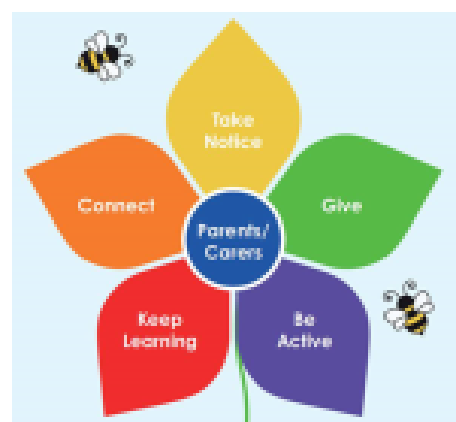 Take
Notice
Connect
Give
Parents/
Carers
Keep
Learning
Be
Active